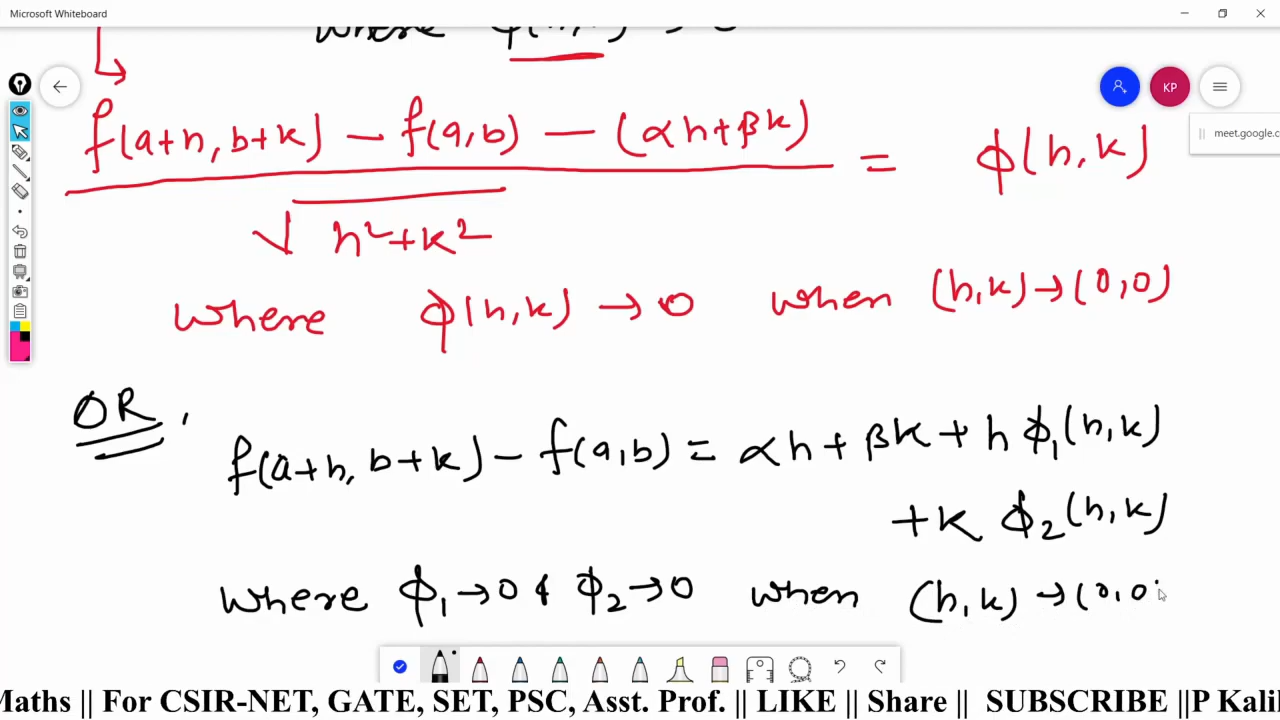 Microsoft Whiteboard
where
KP
meet.google.c
f(a+h, b+k) - f(a,b) - (αh+βk)
= ϕ(h,k)
√h²+k²
where ϕ(h,k) → 0 when (h,k) → (0,0)
OR,
f(a+h, b+k) - f(a,b) = αh + βk + h ϕ₁(h,k)
+ k ϕ₂(h,k)
where ϕ₁ → 0 & ϕ₂ → 0 when (h,k) → (0,0
Maths || For CSIR-NET, GATE, SET, PSC, Asst. Prof. || LIKE || Share || SUBSCRIBE ||P Kali